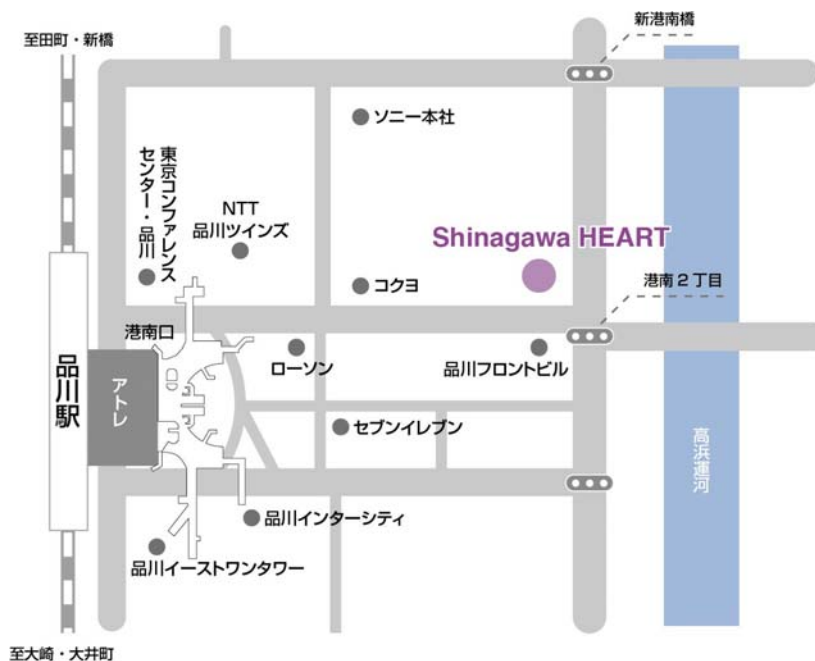 新港南橋
至田町・新橋
ソニー本社
東京コンファレンス
センター・品川
NTT
品川ツインズ
Shinagawa HEART
コクヨ
港南2丁目
港南口
ローソン
品川フロントビル
品川駅
アトレ
セブンイレブン
高浜運河
品川インターシティ
品川イーストワンタワー
至大崎・大井町